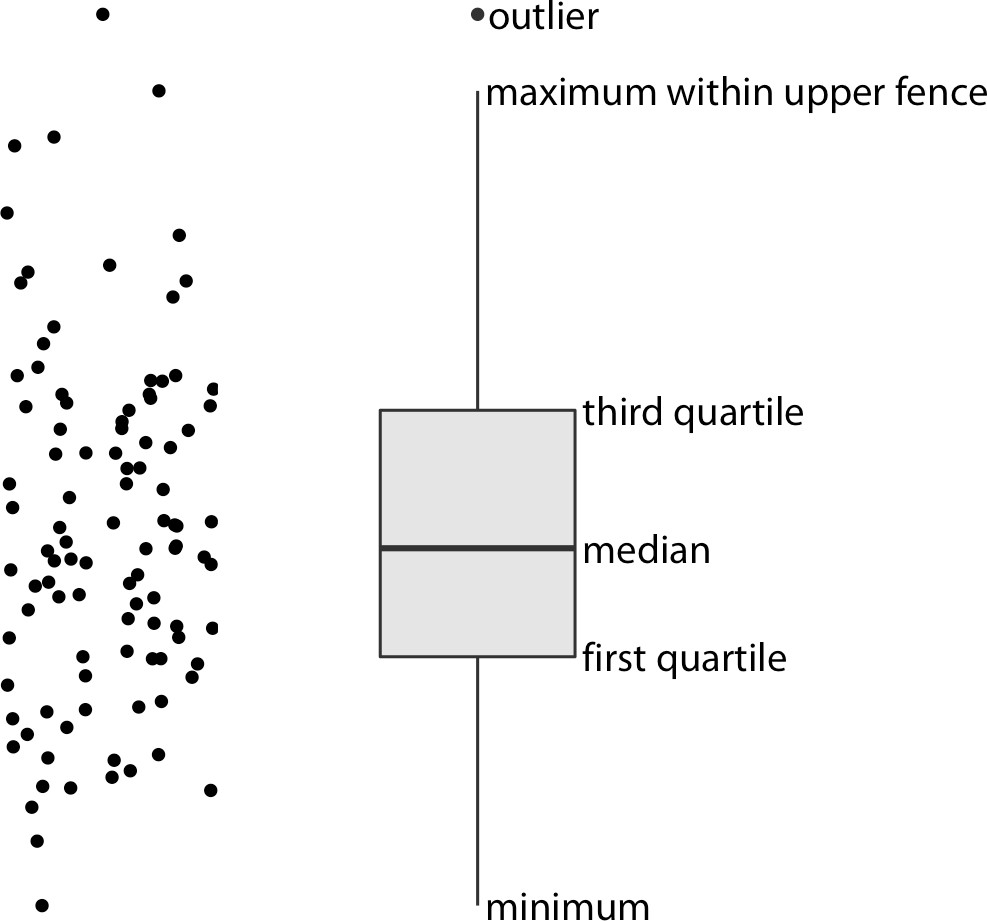 outlier
maximum within upper fence
third quartile
median
first quartile
minimum